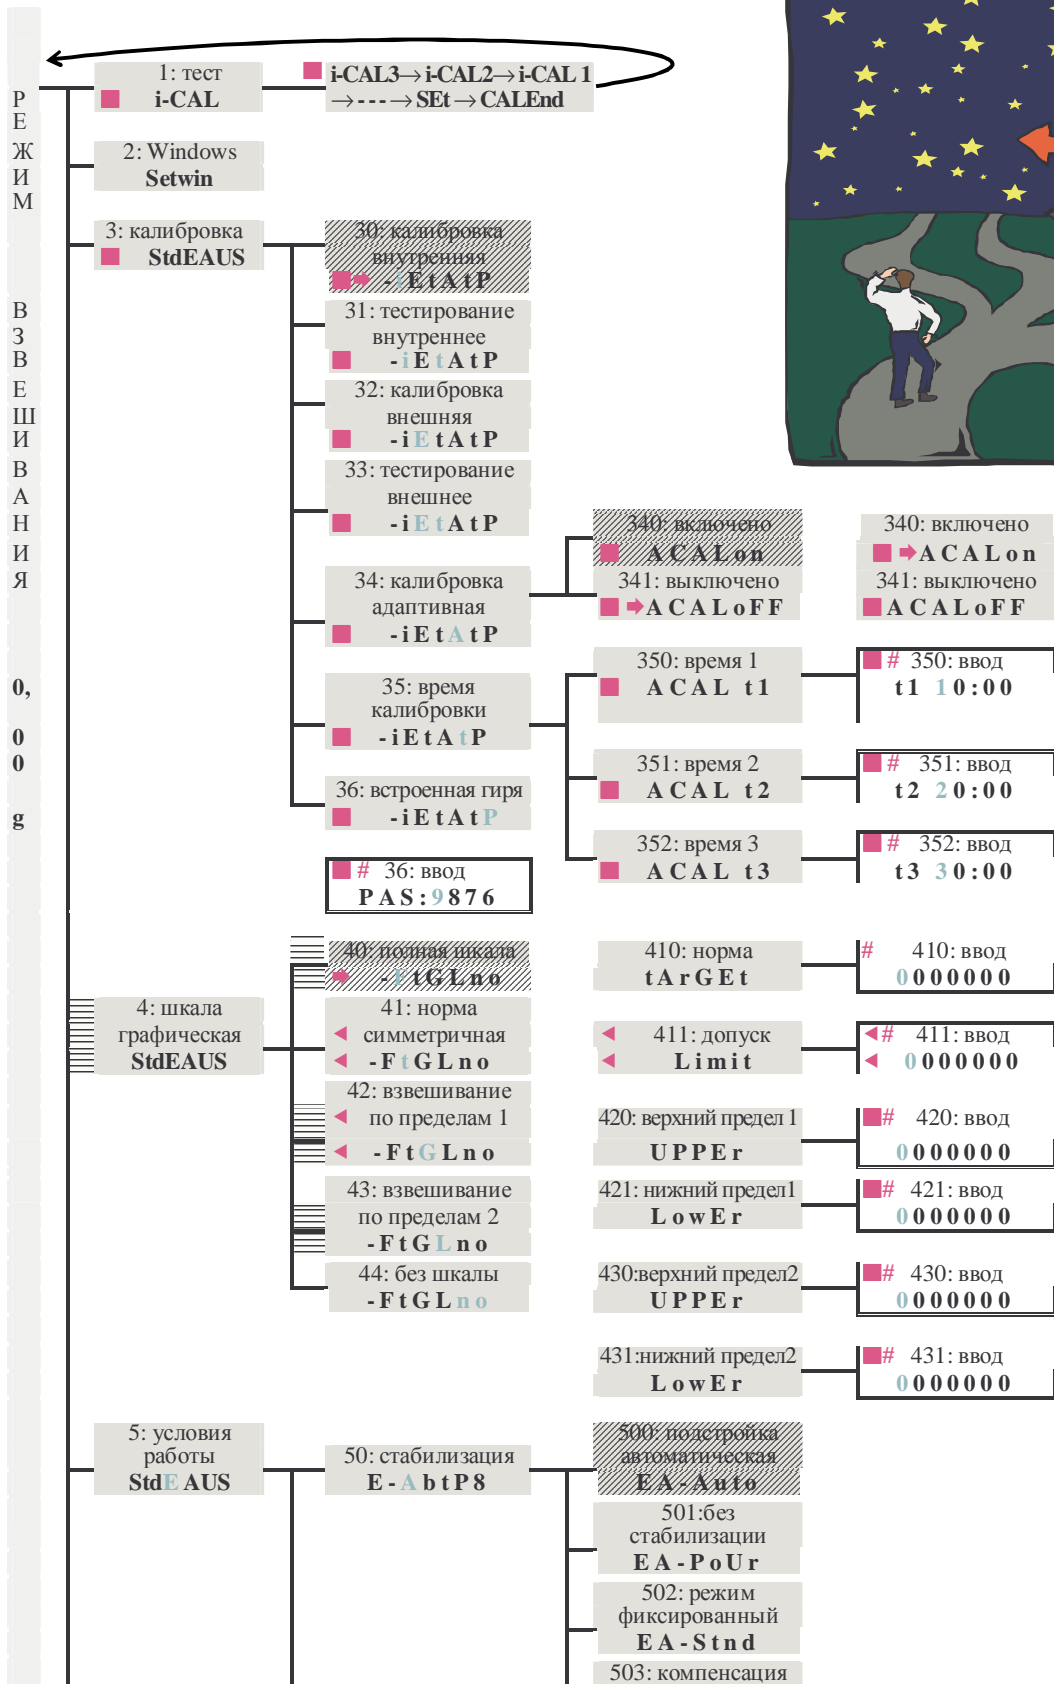 РЕЖИМ ВЗВЕШИВАНИЯ
0,00 g
1: тест
i-CAL
i-CAL3→ i-CAL2→ i-CAL 1
→ - - - → SEt → CALEnd
2: Windows
Setwin
3: калибровка
StdEAUS
30: калибровка
внутренняя
-iEtAtP
31: тестирование
внутреннее
-iEtAtP
32: калибровка
внешняя
-iEtAtP
33: тестирование
внешнее
-iEtAtP
34: калибровка
адаптивная
-iEtAtP
340: включено
ACALon
341: выключено
ACALoFF
340: включено
ACALon
341: выключено
ACALoFF
35: время
калибровки
-iEtAtP
350: время 1
ACAL t1
# 350: ввод
t1 10:00
351: время 2
ACAL t2
# 351: ввод
t2 20:00
352: время 3
ACAL t3
# 352: ввод
t3 30:00
36: встроенная гиря
-iEtAtP
# 36: ввод
PAS:9876
4: шкала
графическая
StdEAUS
40: полная шкала
-FtGLno
41: норма
симметричная
-FtGLno
42: взвешивание
по пределам 1
-FtGLno
43: взвешивание
по пределам 2
-FtGLno
44: без шкалы
-FtGLno
410: норма
tArGEt
# 410: ввод
0000000
411: допуск
Limit
# 411: ввод
0000000
420: верхний предел 1
UPPEr
# 420: ввод
0000000
421: нижний предел1
LowEr
# 421: ввод
0000000
430:верхний предел2
UPPEr
# 430: ввод
0000000
431:нижний предел2
LowEr
# 431: ввод
0000000
5: условия
работы
StdEAUS
50: стабилизация
E-AbtP8
500: подстройка
автоматическая
EA-Auto
501:без
стабилизации
EA-PoUr
502: режим
фиксированный
EA-Stnd
503: компенсация